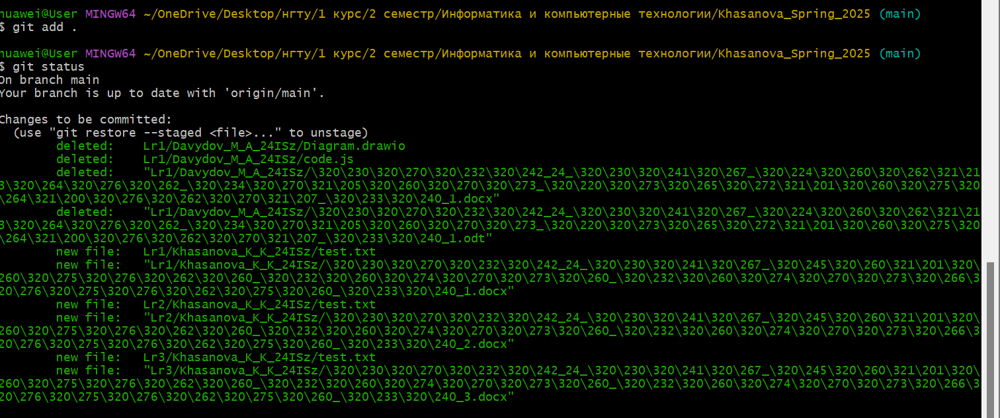 huawei@User MINGW64 ~/OneDrive/Desktop/нгту/1 курс/2 семестр/Информатика и компьютерные технологии/Khasanova_Spring_2025 (main)
$ git add .
huawei@User MINGW64 ~/OneDrive/Desktop/нгту/1 курс/2 семестр/Информатика и компьютерные технологии/Khasanova_Spring_2025 (main)
$ git status
On branch main
Your branch is up to date with 'origin/main'.
Changes to be committed:
(use "git restore --staged <file>..." to unstage)
deleted: Lr1/Davydov_M_A_24ISz/Diagram.drawio
deleted: Lr1/Davydov_M_A_24ISz/code.js
deleted: "Lr1/Davydov_M_A_24ISz/\320\230\320\270\320\232\320\242_24_\320\230\320\241\320\267_\320\224\320\260\320\262\321\21
3\320\264\320\276\320\262_\320\234\320\270\321\205\320\260\320\270\320\273_\320\220\320\273\320\265\320\272\321\201\320\260\320\275\320
\264\321\200\320\276\320\262\320\270\321\207_\320\233\320\240_1.docx"
deleted: "Lr1/Davydov_M_A_24ISz/\320\230\320\270\320\232\320\242_24_\320\230\320\241\320\267_\320\224\320\260\320\262\321\21
3\320\264\320\276\320\262_\320\234\320\270\321\205\320\260\320\270\320\273_\320\220\320\273\320\265\320\272\321\201\320\260\320\275\320
\264\321\200\320\276\320\262\320\270\321\207_\320\233\320\240_1.odt"
new file: Lr1/Khasanova_K_K_24ISz/test.txt
new file: "Lr1/Khasanova_K_K_24ISz/\320\230\320\270\320\232\320\242_24_\320\230\320\241\320\267_\320\245\320\260\321\201\320\
260\320\275\320\276\320\262\320\260_\320\232\320\260\320\274\320\270\320\273\320\260_\320\232\320\260\320\274\320\270\320\273\320\266\3
20\276\320\275\320\276\320\262\320\275\320\260_\320\233\320\240_1.docx"
new file: Lr2/Khasanova_K_K_24ISz/test.txt
new file: "Lr2/Khasanova_K_K_24ISz/\320\230\320\270\320\232\320\242_24_\320\230\320\241\320\267_\320\245\320\260\321\201\320\
260\320\275\320\276\320\262\320\260_\320\232\320\260\320\274\320\270\320\273\320\260_\320\232\320\260\320\274\320\270\320\273\320\266\3
20\276\320\275\320\276\320\262\320\275\320\260_\320\233\320\240_2.docx"
new file: Lr3/Khasanova_K_K_24ISz/test.txt
new file: "Lr3/Khasanova_K_K_24ISz/\320\230\320\270\320\232\320\242_24_\320\230\320\241\320\267_\320\245\320\260\321\201\320\
260\320\275\320\276\320\262\320\260_\320\232\320\260\320\274\320\270\320\273\320\260_\320\232\320\260\320\274\320\270\320\273\320\266\3
20\276\320\275\320\276\320\262\320\275\320\260_\320\233\320\240_3.docx"